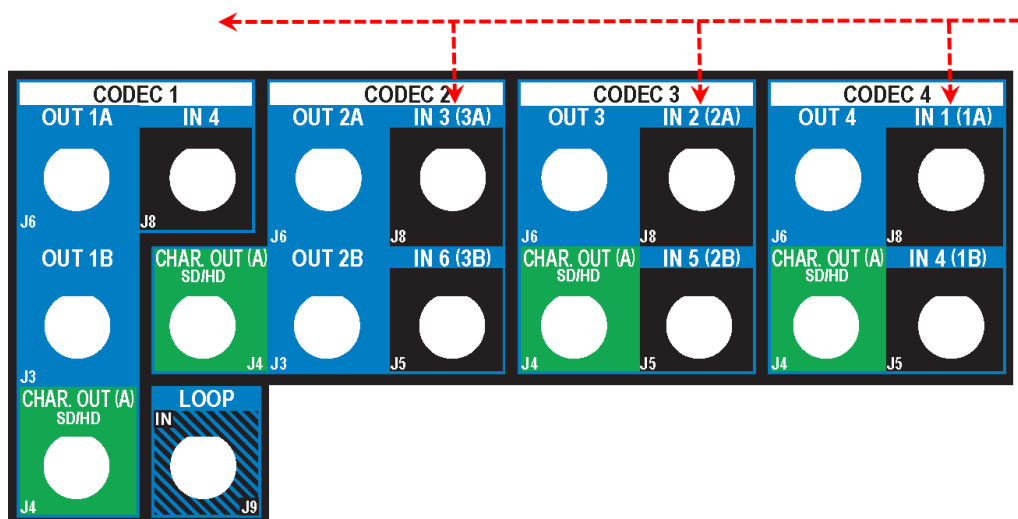 CODEC 1 CODEC 2 CODEC 3 CODEC 4
OUT 1A IN 4 OUT 2A IN 3 (3A) OUT 3 IN 2 (2A) OUT 4 IN 1 (1A)
J6 J8 J6 J8 J6 J8 J6 J8
OUT 1B CHAR. OUT (A) OUT 2B IN 6 (3B) CHAR. OUT (A) IN 5 (2B) CHAR. OUT (A) IN 4 (1B)
SD/HD SD/HD SD/HD
J3 J4 J3 J5 J4 J5 J4 J5
CHAR. OUT (A) LOOP
SD/HD IN
J4 J9